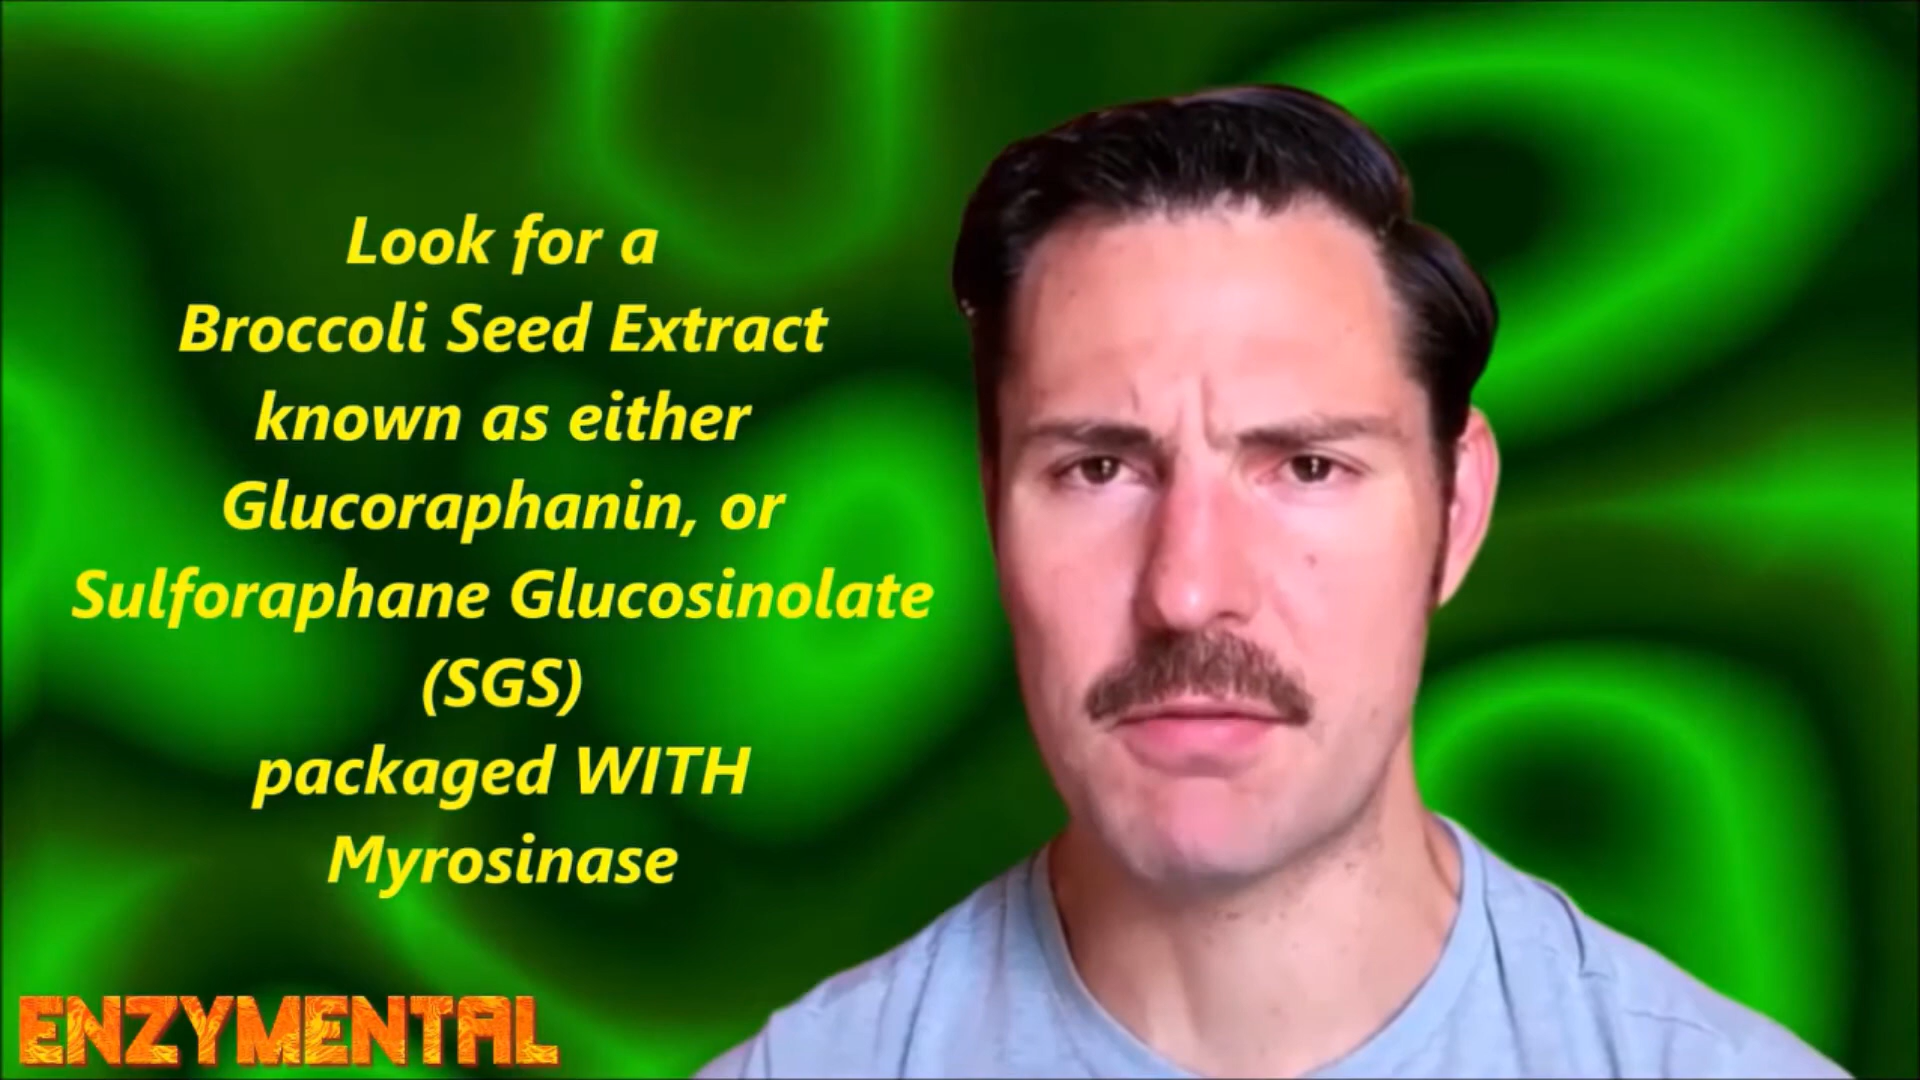 Look for a
Broccoli Seed Extract
known as either
Glucoraphanin, or
Sulforaphane Glucosinolate
(SGS)
packaged WITH
Myrosinase
ENZYMENTAL